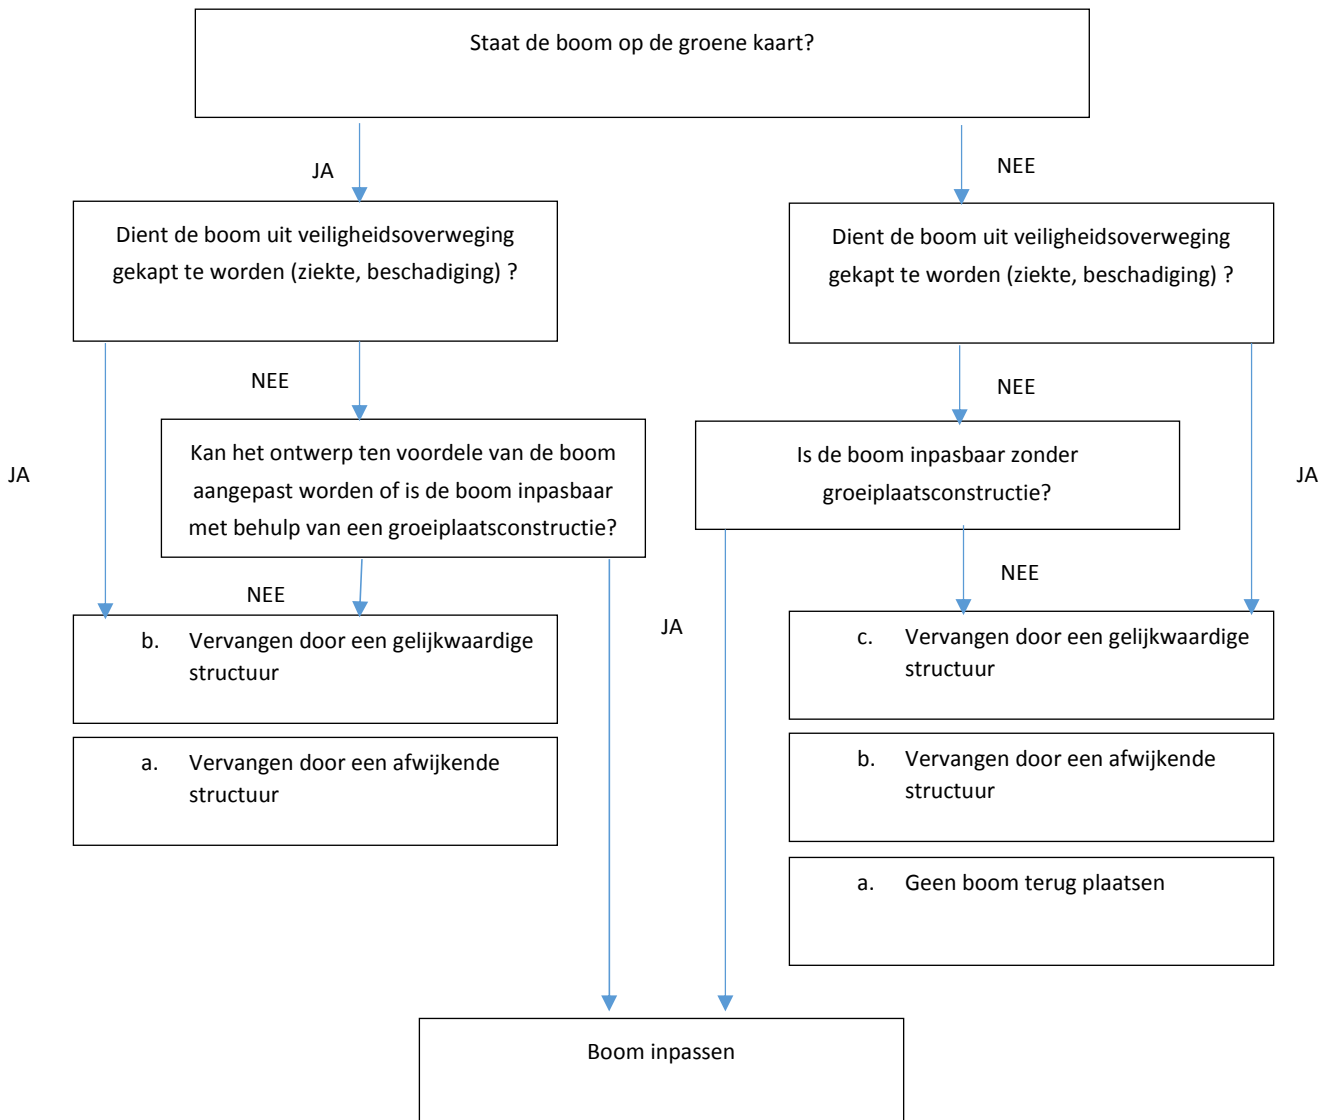 Staat de boom op de groene kaart?
JA
NEE
Dient de boom uit veiligheidsoverweging
gekapt te worden (ziekte, beschadiging) ?
Dient de boom uit veiligheidsoverweging
gekapt te worden (ziekte, beschadiging) ?
NEE
NEE
JA
Kan het ontwerp ten voordele van de boom
aangepast worden of is de boom inpasbaar
met behulp van een groeiplaatsconstructie?
Is de boom inpasbaar zonder
groeiplaatsconstructie?
JA
NEE
JA
NEE
b. Vervangen door een gelijkwaardige
structuur
c. Vervangen door een gelijkwaardige
structuur
a. Vervangen door een afwijkende
structuur
b. Vervangen door een afwijkende
structuur
a. Geen boom terug plaatsen
Boom inpassen